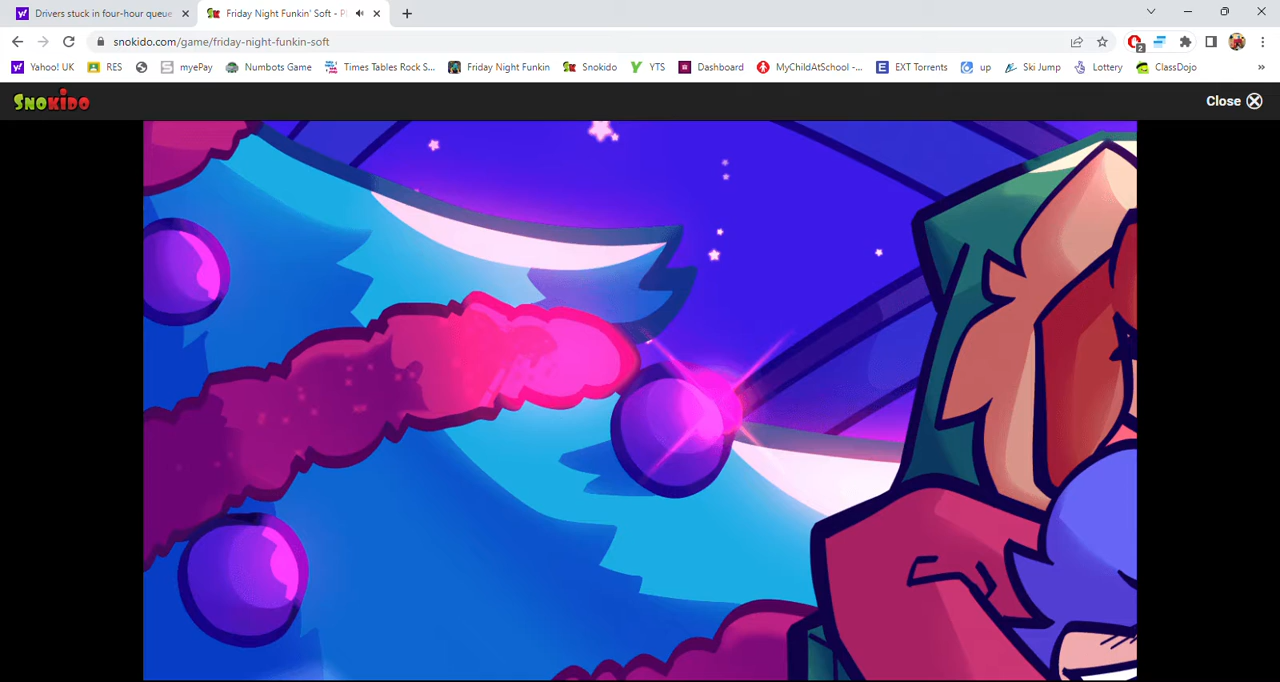 Drivers stuck in four-hour queue
Friday Night Funkin' Soft - Pl
snokido.com/game/friday-night-funkin-soft
2
Yahoo! UK RES myePay Numbots Game Times Tables Rock S... Friday Night Funkin Snokido YTS Dashboard MyChildAtSchool -... EXT Torrents up Ski Jump Lottery ClassDojo »
SNOKIDO Close